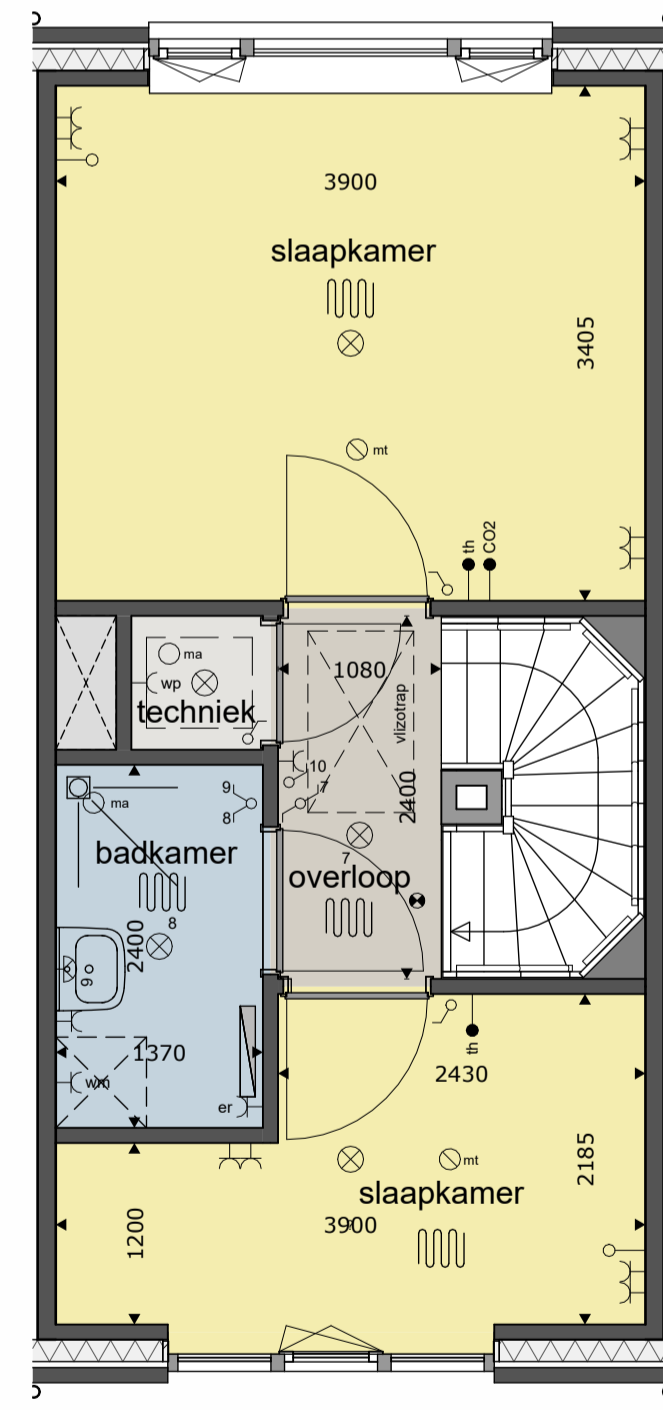 3900
slaapkamer
3405
mt
th
CO2
ma
wp
techniek
1080
vlizotrap
2400
10
7
9
8
ma
badkamer
7
overloop
8
2400
9
1370
wm
er
th
2430
mt
slaapkamer
2185
1200
3900